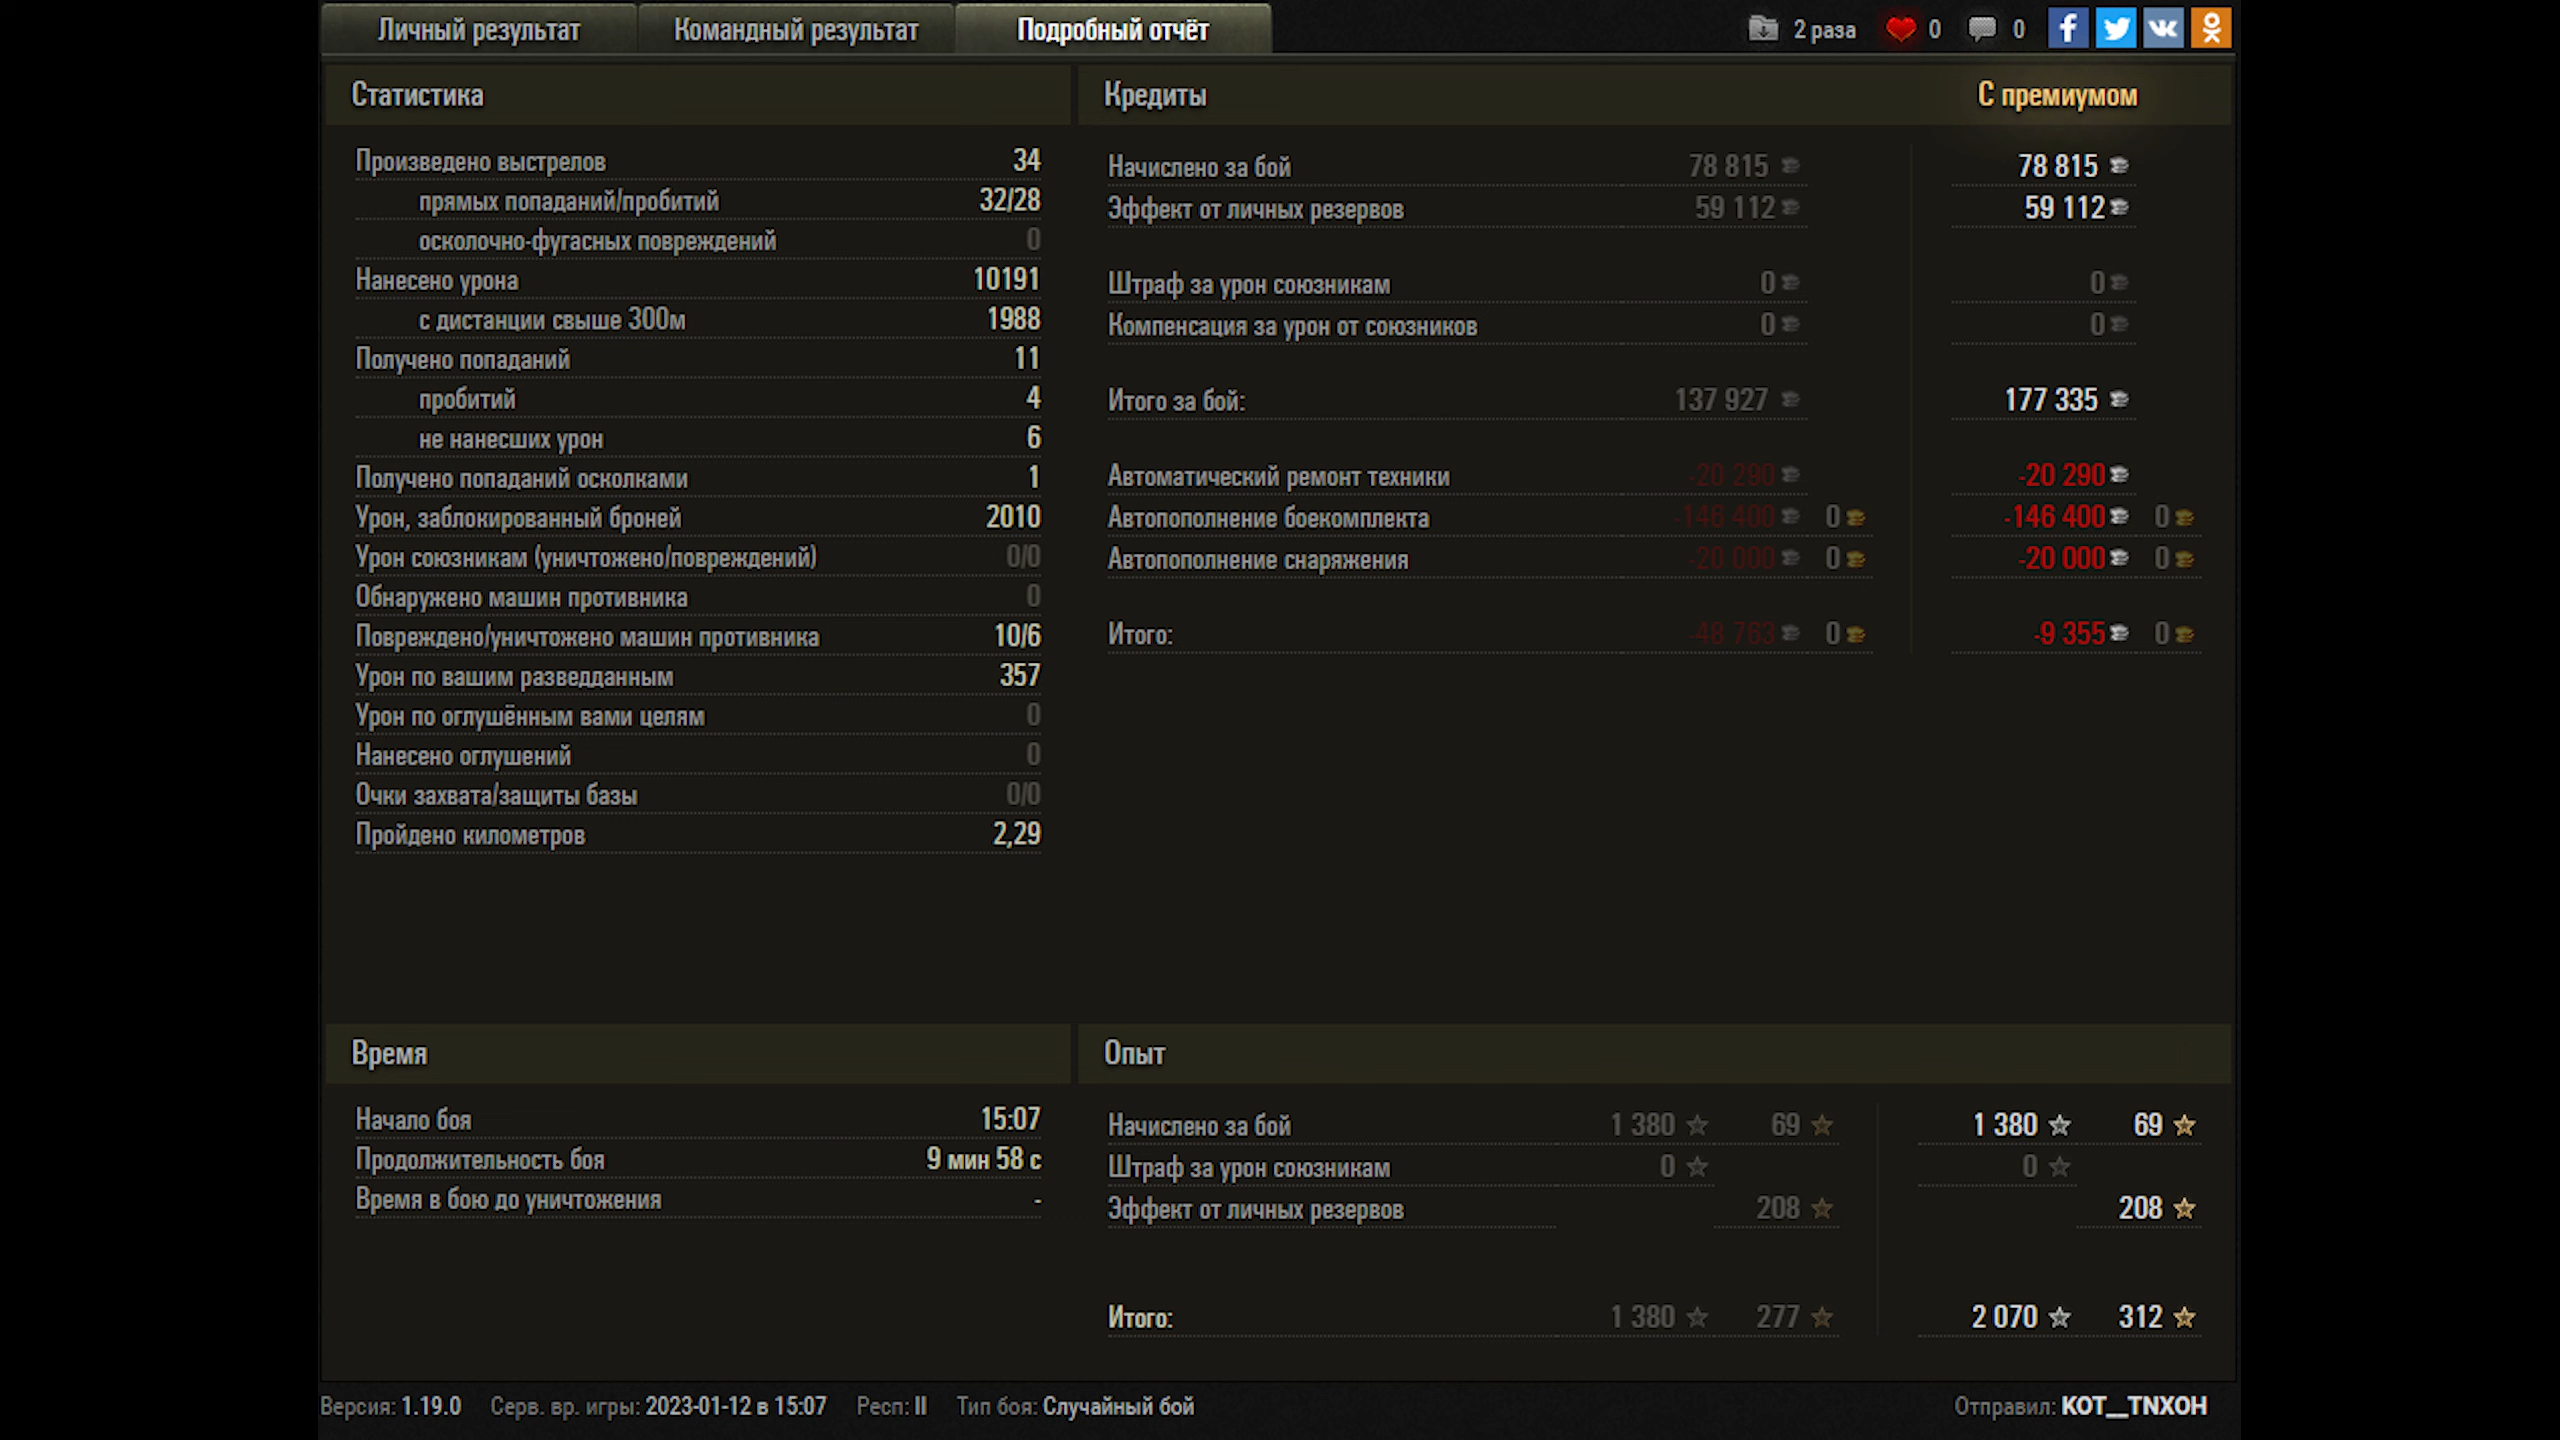 Личный результат Командный результат Подробный отчёт 2 раза 0 0
Статистика
Произведено выстрелов 34
прямых попаданий/пробитий 32/28
осколочно-фугасных повреждений 0
Нанесено урона 10191
с дистанции свыше 300м 1988
Получено попаданий 11
пробитий 4
не нанесших урон 6
Получено попаданий осколками 1
Урон, заблокированный броней 2010
Урон союзникам (уничтожено/повреждений) 0/0
Обнаружено машин противника 0
Повреждено/уничтожено машин противника 10/6
Урон по вашим разведданным 357
Урон по оглушённым вами целям 0
Нанесено оглушений 0
Очки захвата/защиты базы 0/0
Пройдено километров 2,29
Кредиты С премиумом
Начислено за бой 78 815 78 815
Эффект от личных резервов 59 112 59 112
Штраф за урон союзникам 0 0
Компенсация за урон от союзников 0 0
Итого за бой: 137 927 177 335
Автоматический ремонт техники -20 290 -20 290
Автопополнение боекомплекта -146 400 0 -146 400 0
Автопополнение снаряжения -20 000 0 -20 000 0
Итого: -48 763 0 -9 355 0
Время
Начало боя 15:07
Продолжительность боя 9 мин 58 с
Время в бою до уничтожения -
Опыт
Начислено за бой 1 380 69 1 380 69
Штраф за урон союзникам 0 0
Эффект от личных резервов 208 208
Итого: 1 380 277 2 070 312
Версия: 1.19.0 Серв. вр. игры: 2023-01-12 в 15:07 Респ: II Тип боя: Случайный бой Отправил: KOT__TNXOH